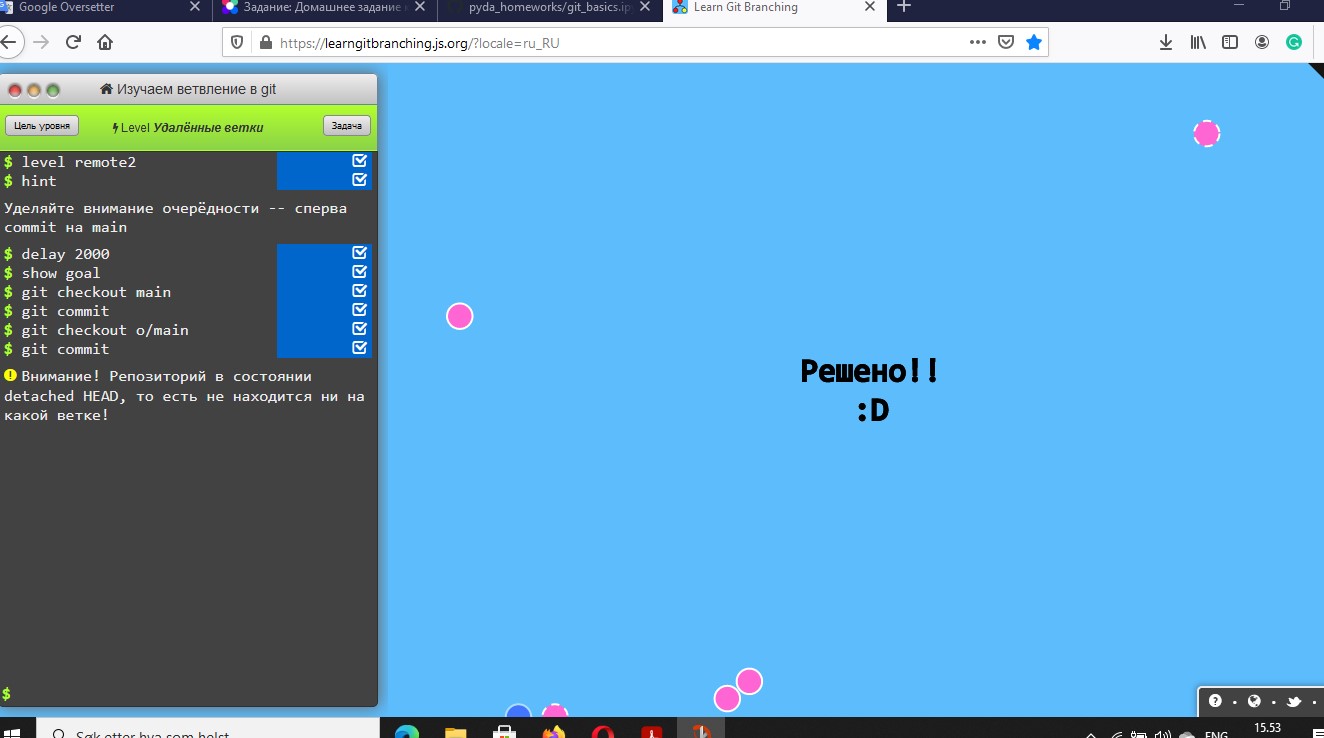 Google Oversetter
Задание: Домашнее задание к
pyda_homeworks/git_basics.ip
Learn Git Branching
https://learngitbranching.js.org/?locale=ru_RU
Изучаем ветвление в git
Цель уровня
Level Удалённые ветки
Задача
$ level remote2
$ hint
Уделяйте внимание очерёдности -- сперва
commit на main
$ delay 2000
$ show goal
$ git checkout main
$ git commit
$ git checkout o/main
$ git commit
Внимание! Репозиторий в состоянии
detached HEAD, то есть не находится ни на
какой ветке!
$
Решено!!
:D
Søk etter hva som helst
ENG
15.53